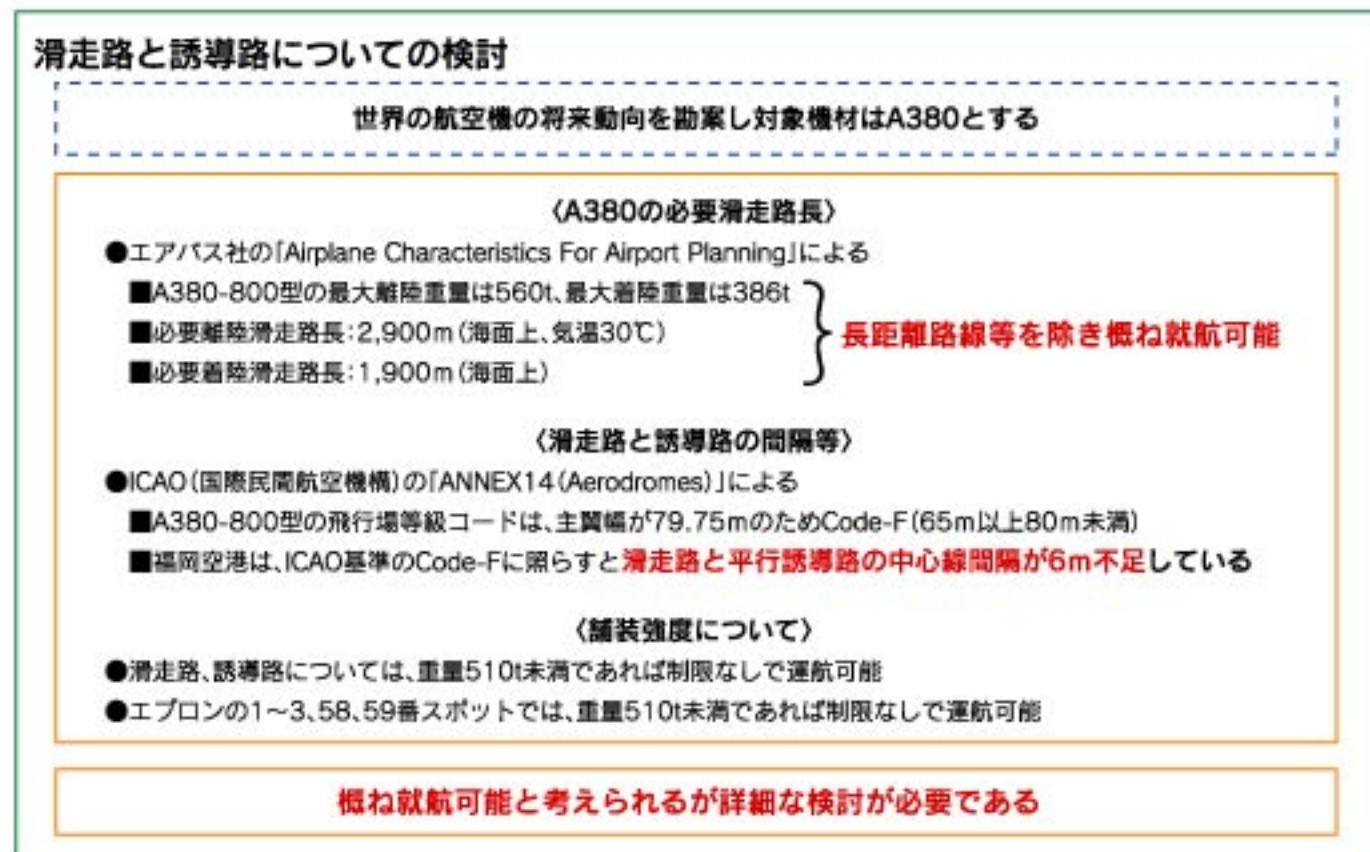 滑走路と誘導路についての検討
世界の航空機の将来動向を勘案し対象機材はA380とする
〈A380の必要滑走路長〉
●エアバス社の「Airplane Characteristics For Airport Planning」による
■A380-800型の最大離陸重量は560t、最大着陸重量は386t
■必要離陸滑走路長:2,900m(海面上、気温30℃)
■必要着陸滑走路長:1,900m(海面上)
長距離路線等を除き概ね就航可能
〈滑走路と誘導路の間隔等〉
●ICAO(国際民間航空機構)の「ANNEX14(Aerodromes)」による
■A380-800型の飛行場等級コードは、主翼幅が79.75mのためCode-F(65m以上80m未満)
■福岡空港は、ICAO基準のCode-Fに照らすと滑走路と平行誘導路の中心線間隔が6m不足している
〈舗装強度について〉
●滑走路、誘導路については、重量510t未満であれば制限なしで運航可能
●エプロンの1〜3、58、59番スポットでは、重量510t未満であれば制限なしで運航可能
概ね就航可能と考えられるが詳細な検討が必要である